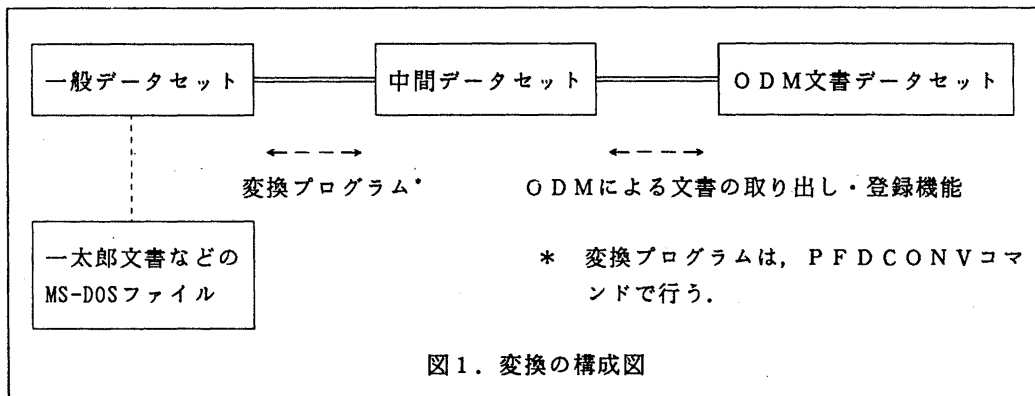 一般データセット
中間データセット
ＯＤＭ文書データセット
変換プログラム*
ＯＤＭによる文書の取り出し・登録機能
一太郎文書などの
MS-DOSファイル
＊　変換プログラムは，ＰＦＤＣＯＮＶコマ
ンドで行う．
図１．変換の構成図